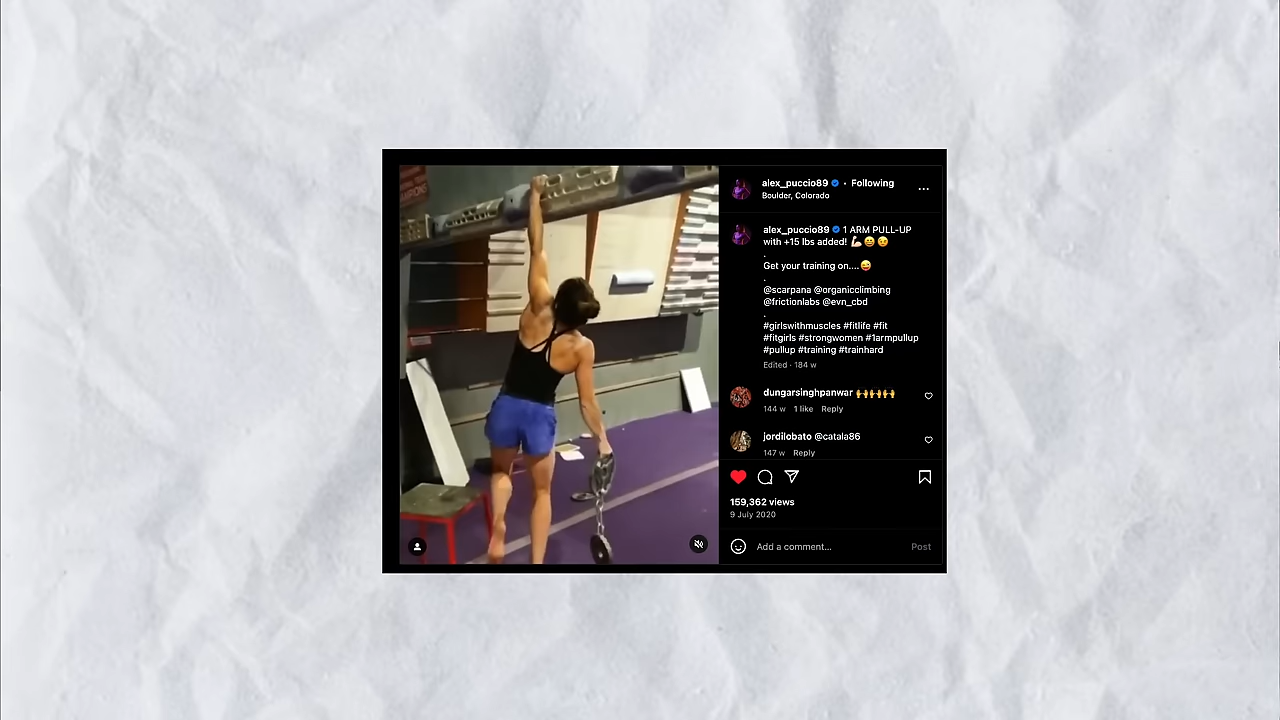 alex_puccio89 • Following
Boulder, Colorado
alex_puccio89 1 ARM PULL-UP
with +15 lbs added! 💪😅😉
.
Get your training on....😜
.
@scarpana @organicclimbing
@frictionlabs @evn_cbd
.
#girlswithmuscles #fitlife #fit
#fitgirls #strongwomen #1armpullup
#pullup #training #trainhard
Edited · 184 w
dungarsinghpanwar 🙌🙌🙌🙌
144 w 1 like Reply
jordilobato @catala86
147 w Reply
159,362 views
9 July 2020
Add a comment... Post